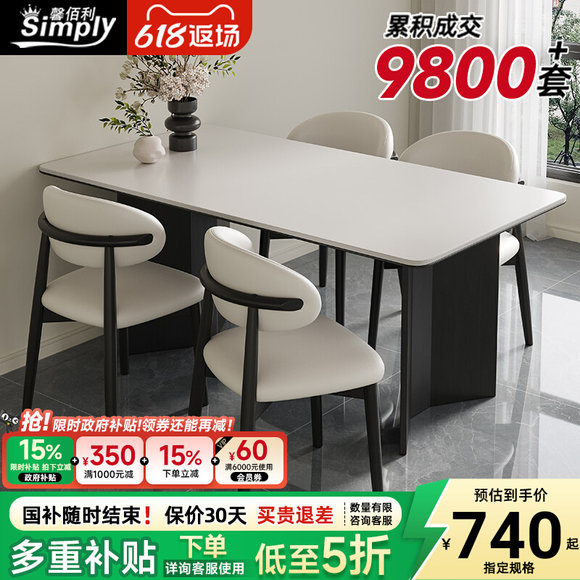 馨佰利
Simply
618返场
累积成交
9800+套
抢! 限时政府补贴!领券还能再减!
15%
限时补贴 拍下立减
政府补贴
+
¥350
满1000元减
+
15%
下单立减
+
VIP
¥60
满6000元使用
会员券
国补随时结束! 保价30天 买贵退差
数量有限
咨询客服
多重补贴
下单
详询客服使用
低至5折
预估到手价
¥740起
指定规格